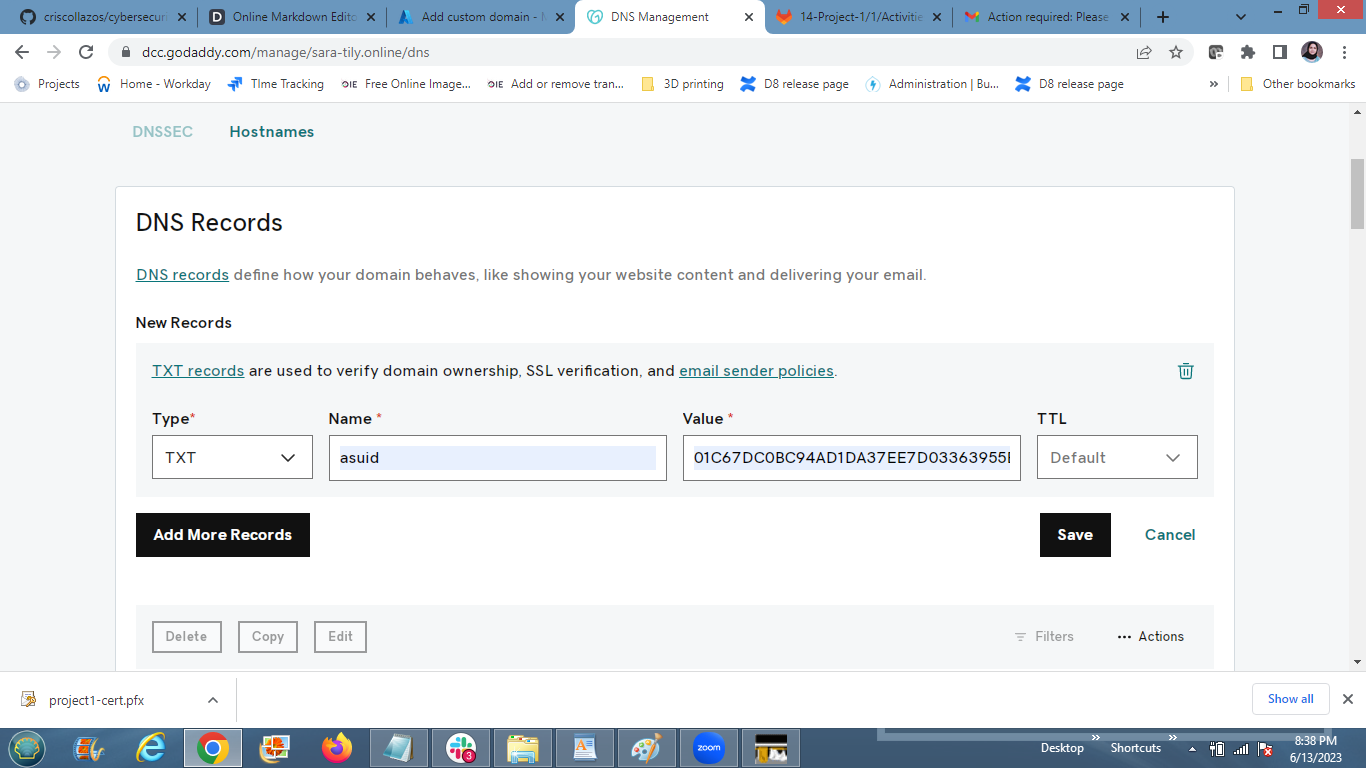 criscollazos/cybersecuri
Online Markdown Edito
Add custom domain - M
DNS Management
14-Project-1/1/Activitie
Action required: Please
dcc.godaddy.com/manage/sara-tily.online/dns
Projects
Home - Workday
TIme Tracking
Free Online Image...
Add or remove tran...
3D printing
D8 release page
Administration | Bu...
D8 release page
»
Other bookmarks
DNSSEC
Hostnames
DNS Records
DNS records define how your domain behaves, like showing your website content and delivering your email.
New Records
TXT records are used to verify domain ownership, SSL verification, and email sender policies.
Type*
Name *
Value *
TTL
TXT
asuid
01C67DC0BC94AD1DA37EE7D03363955
Default
Add More Records
Save
Cancel
Delete
Copy
Edit
Filters
Actions
project1-cert.pfx
Show all
zoom
3
Desktop
»
Shortcuts
»
8:38 PM
6/13/2023